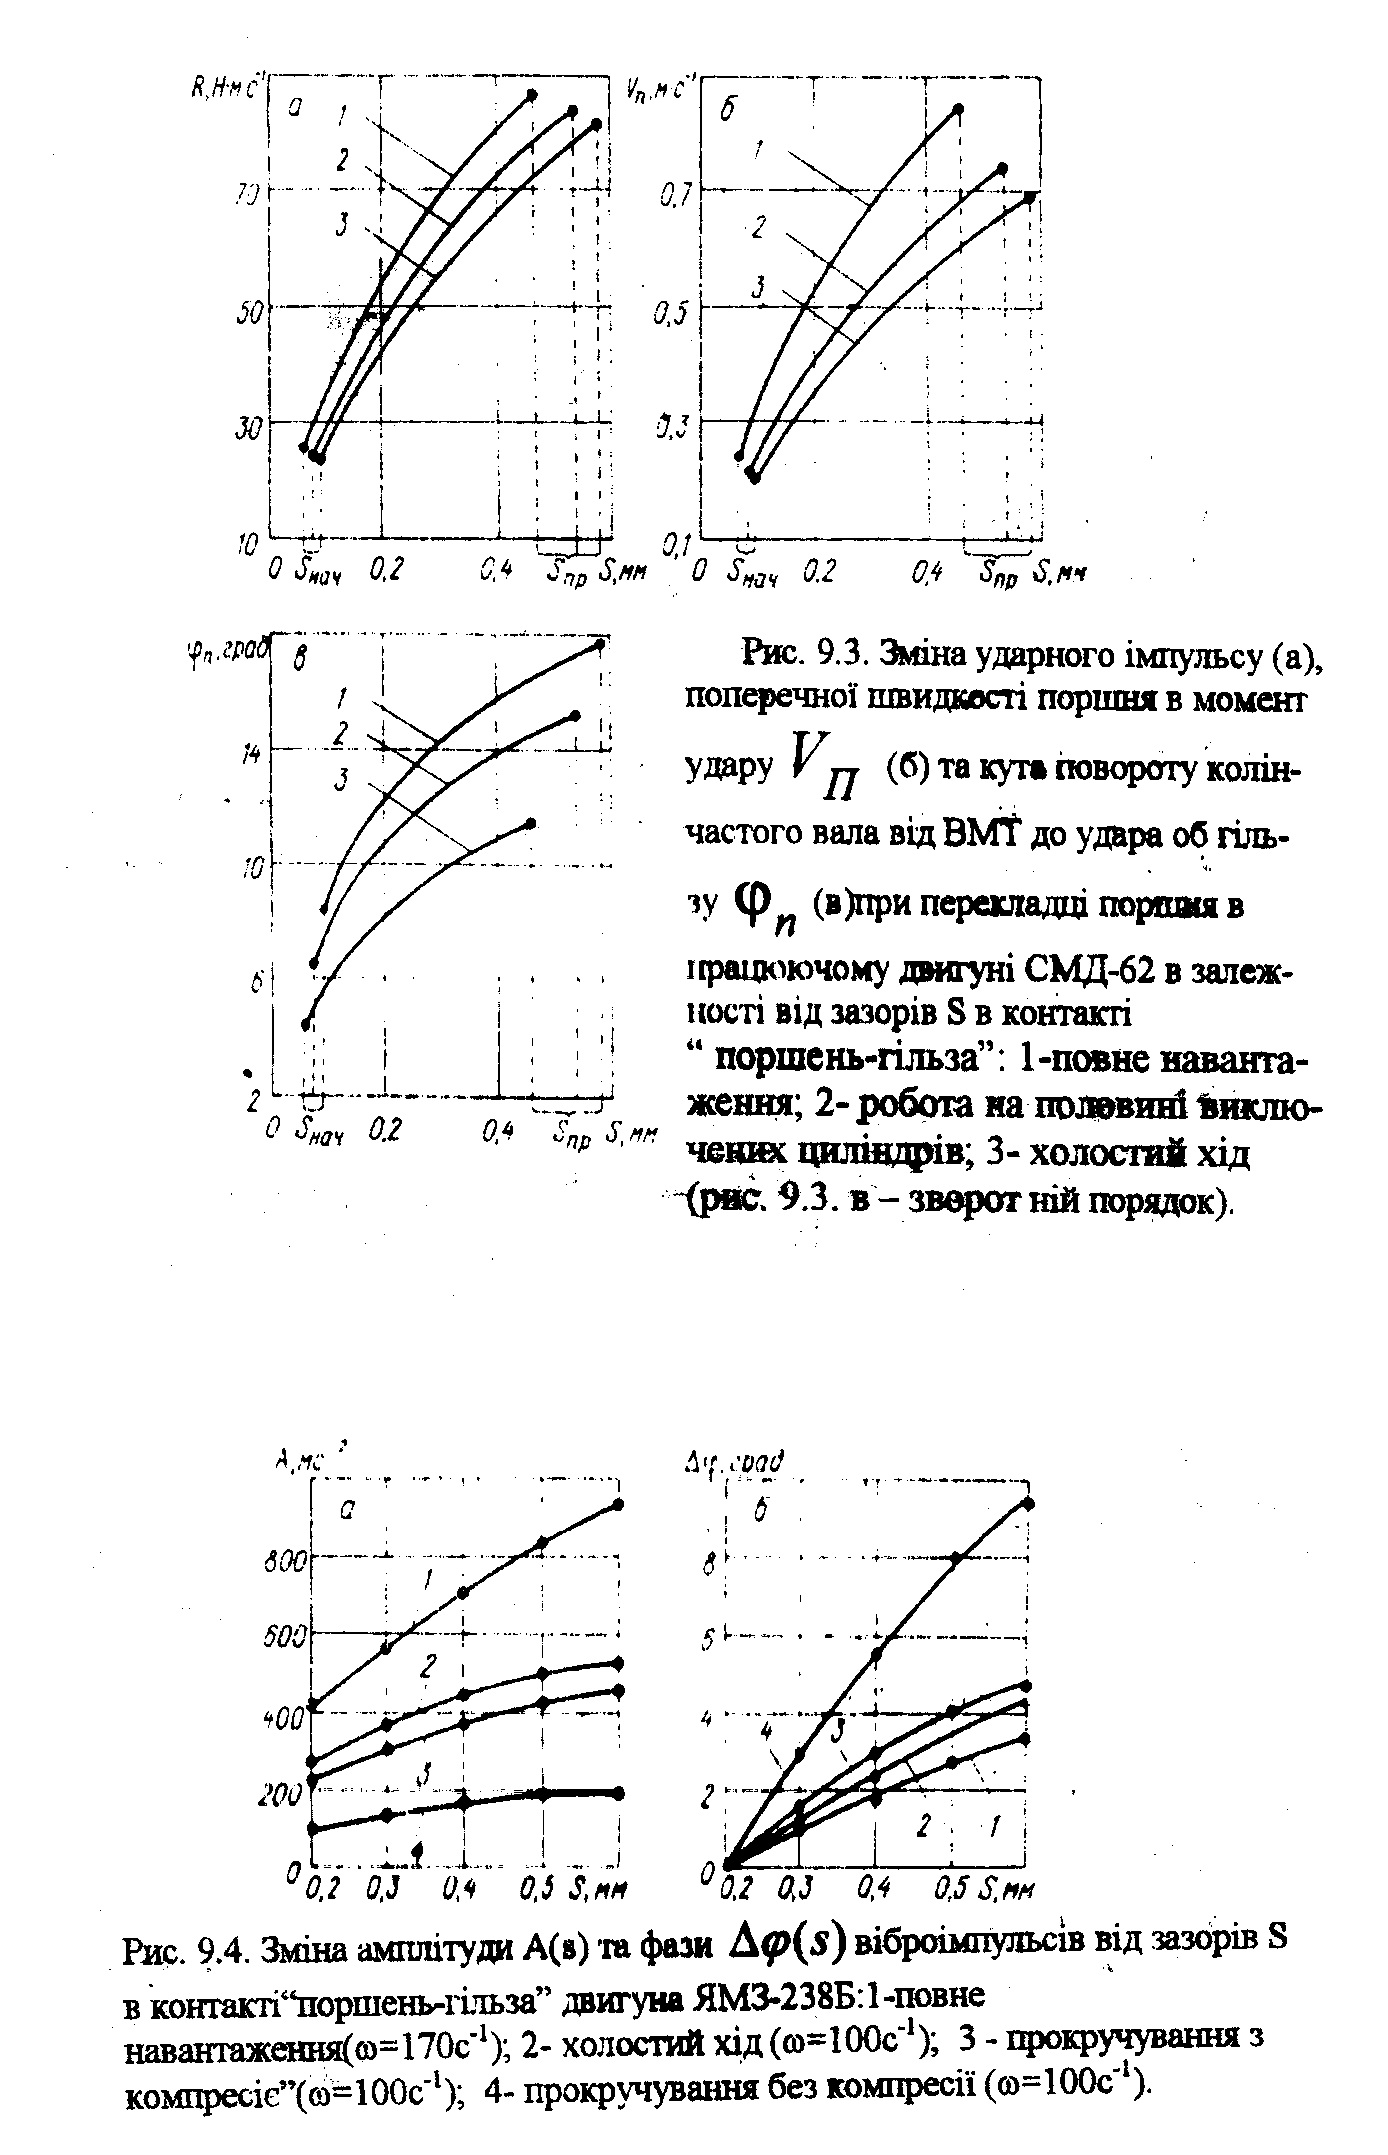 R, Н·м с⁻¹
а
1
2
3
70
50
30
10
0 Sнач 0.2 0,4 Sпр S, мм
Vп, м с⁻¹
б
1
2
3
0,7
0,5
0,3
0,1
0 Sнач 0.2 0,4 Sпр S, мм
φп, град
в
1
2
3
14
10
6
2
0 Sнач 0.2 0,4 Sпр S, мм
Рис. 9.3. Зміна ударного імпульсу (а),
поперечної швидкості поршня в момент
удару V П (б) та кута повороту колін-
частого вала від ВМТ до удара об гіль-
зу φ п (в)при перекладці поршня в
працюючому двигуні СМД-62 в залеж-
ності від зазорів S в контакті
“ поршень-гільза”: 1-повне наванта-
ження; 2- робота на половині виклю-
чених циліндрів; 3- холостий хід
(рис. 9.3. в – зворот ній порядок).
А, мс ²
а
1
2
3
4
800
600
400
200
0
0,2 0,3 0,4 0,5 S, мм
Δφ, град
б
4
3
2
1
8
6
4
2
0
0,2 0,3 0,4 0,5 S, мм
Рис. 9.4. Зміна амплітуди А(s) та фази Δφ(s) віброімпульсів від зазорів S
в контакті“поршень-гільза” двигуна ЯМЗ-238Б:1-повне
навантаження(ω=170с⁻¹); 2- холостий хід (ω=100с⁻¹); 3 - прокручування з
компресіє”(ω=100с⁻¹); 4- прокручування без компресії (ω=100с⁻¹).